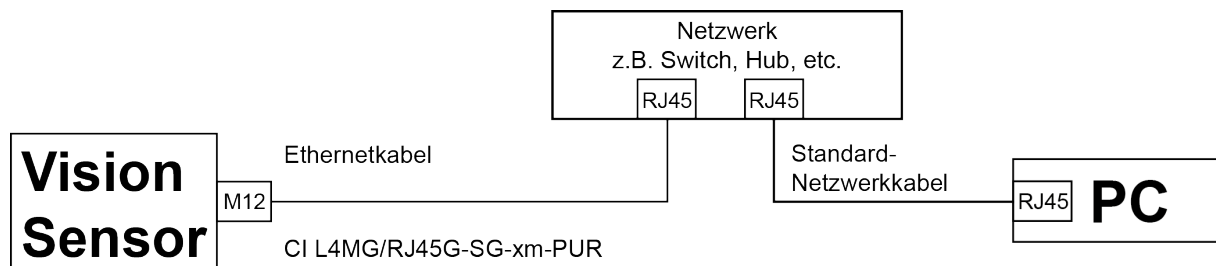 Netzwerk
z.B. Switch, Hub, etc.
RJ45 RJ45
Ethernetkabel
Standard-
Netzwerkkabel
Vision
Sensor
M12
RJ45
PC
CI L4MG/RJ45G-SG-xm-PUR